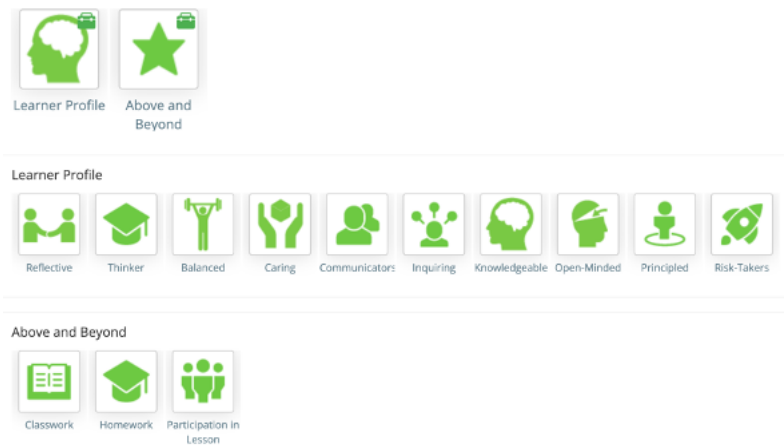 Learner Profile
Above and
Beyond
Learner Profile
Reflective
Thinker
Balanced
Caring
Communicators
Inquiring
Knowledgeable
Open-Minded
Principled
Risk-Takers
Above and Beyond
Classwork
Homework
Participation in
Lesson